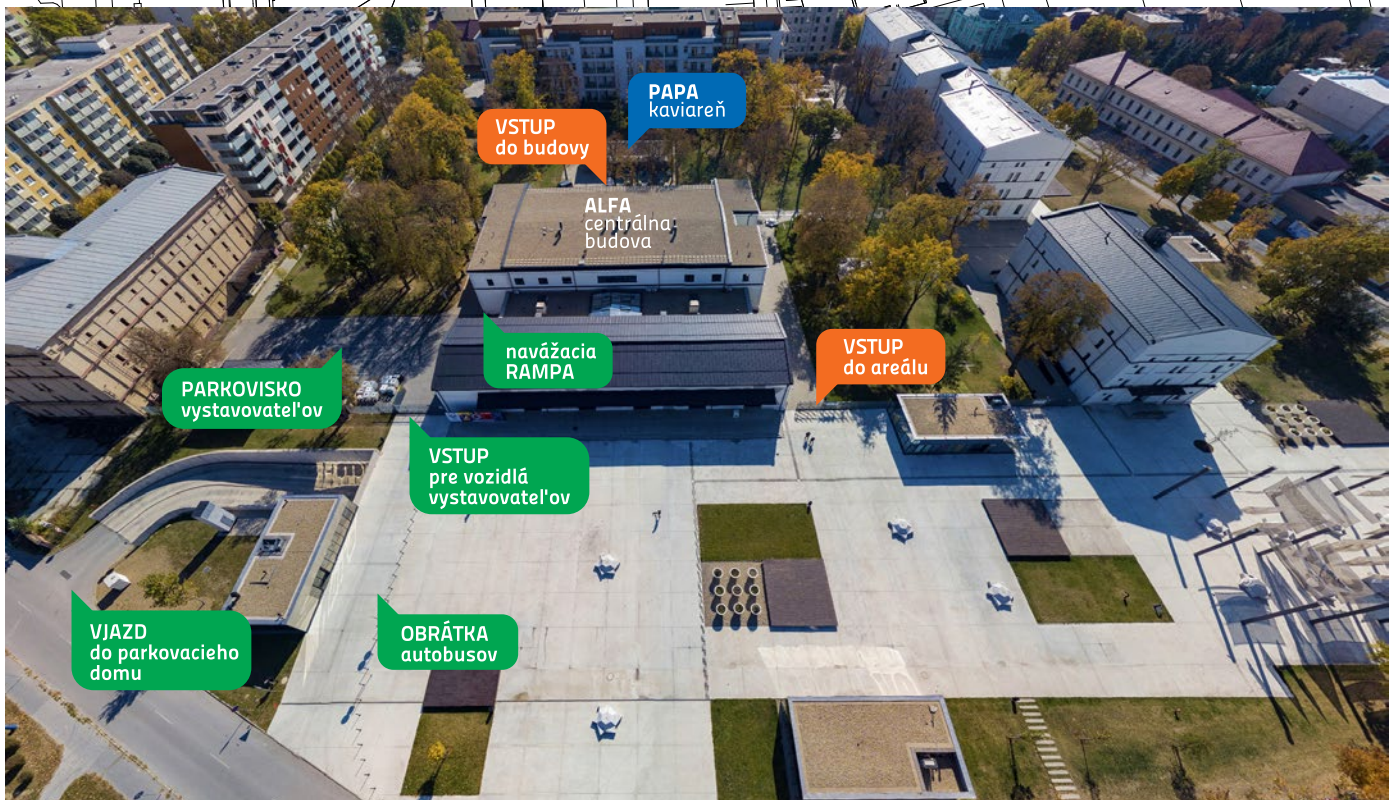 PAPA
kaviareň
VSTUP
do budovy
ALFA
centrálna
budova
navážacia
RAMPA
VSTUP
do areálu
PARKOVISKO
vystavovateľov
VSTUP
pre vozidlá
vystavovateľov
VJAZD
do parkovacieho
domu
OBRÁTKA
autobusov